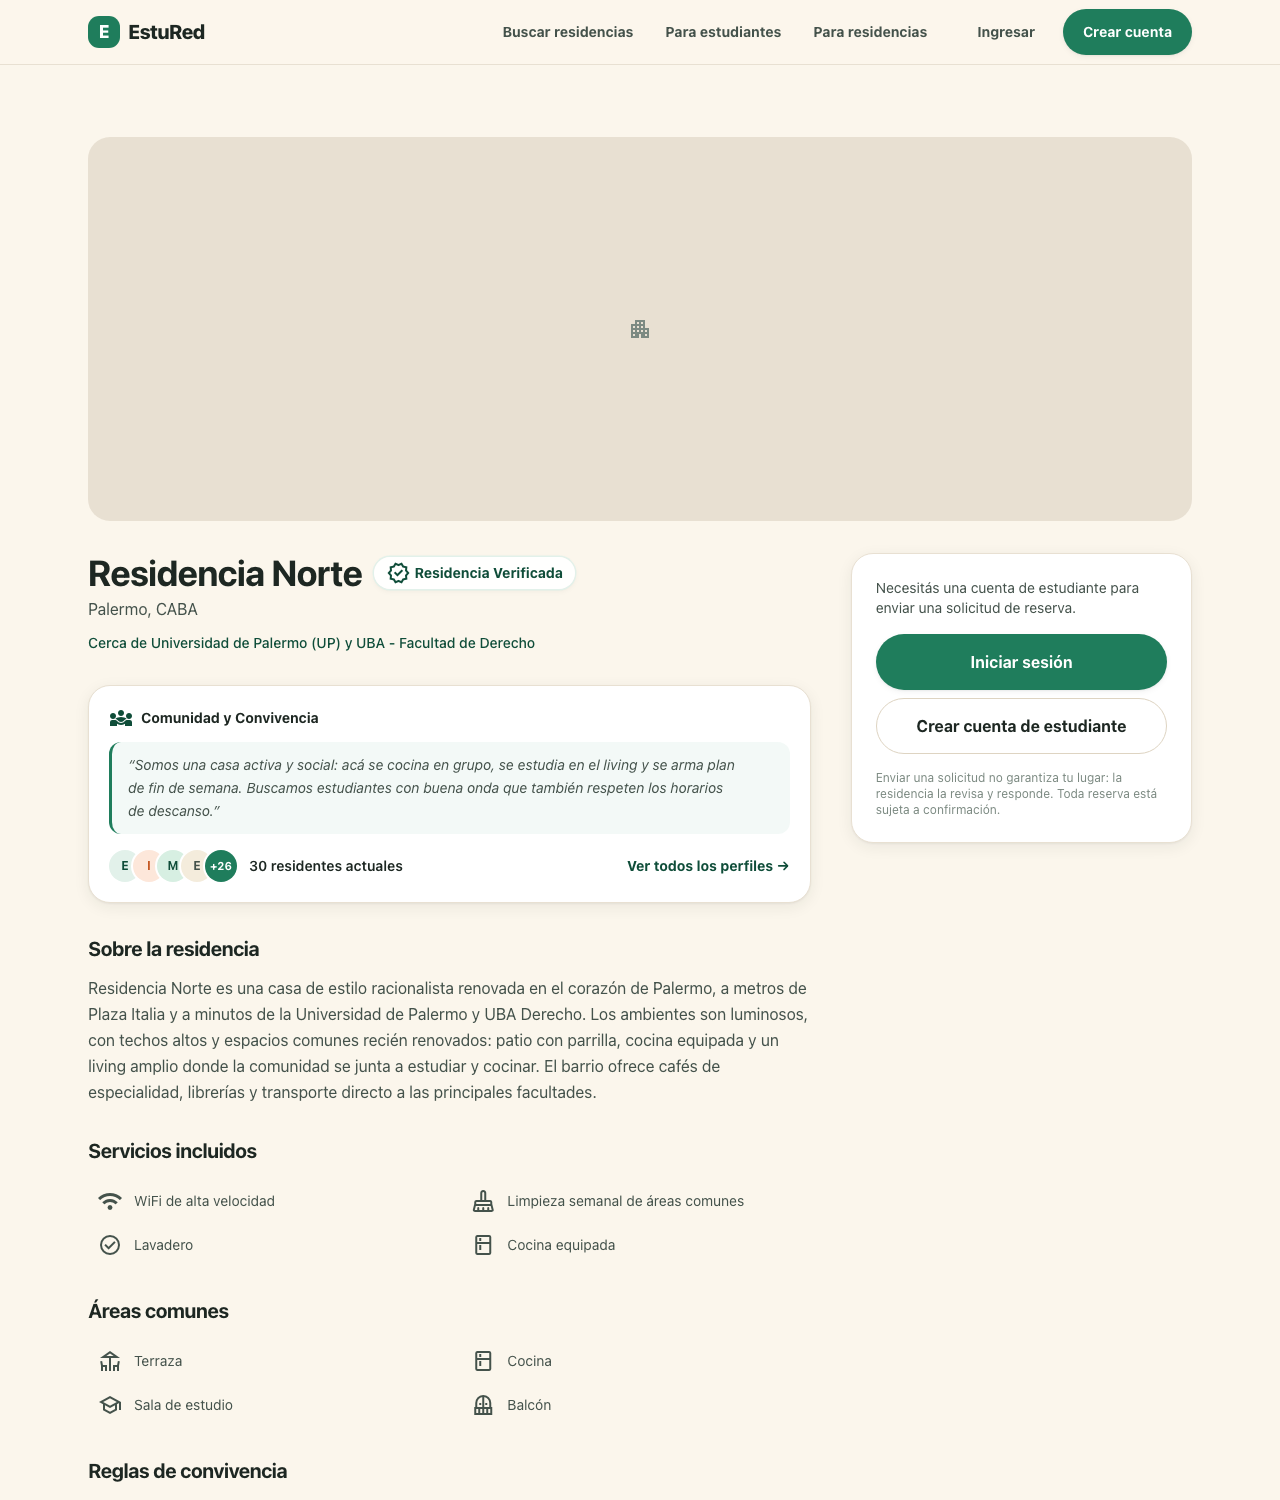 E EstuRed
Buscar residencias Para estudiantes Para residencias Ingresar Crear cuenta
Residencia Norte Residencia Verificada
Palermo, CABA
Cerca de Universidad de Palermo (UP) y UBA - Facultad de Derecho
Comunidad y Convivencia
“Somos una casa activa y social: acá se cocina en grupo, se estudia en el living y se arma plan
de fin de semana. Buscamos estudiantes con buena onda que también respeten los horarios
de descanso.”
E I M E +26 30 residentes actuales Ver todos los perfiles →
Necesitás una cuenta de estudiante para
enviar una solicitud de reserva.
Iniciar sesión
Crear cuenta de estudiante
Enviar una solicitud no garantiza tu lugar: la
residencia la revisa y responde. Toda reserva está
sujeta a confirmación.
Sobre la residencia
Residencia Norte es una casa de estilo racionalista renovada en el corazón de Palermo, a metros de
Plaza Italia y a minutos de la Universidad de Palermo y UBA Derecho. Los ambientes son luminosos,
con techos altos y espacios comunes recién renovados: patio con parrilla, cocina equipada y un
living amplio donde la comunidad se junta a estudiar y cocinar. El barrio ofrece cafés de
especialidad, librerías y transporte directo a las principales facultades.
Servicios incluidos
WiFi de alta velocidad Limpieza semanal de áreas comunes
Lavadero Cocina equipada
Áreas comunes
Terraza Cocina
Sala de estudio Balcón
Reglas de convivencia